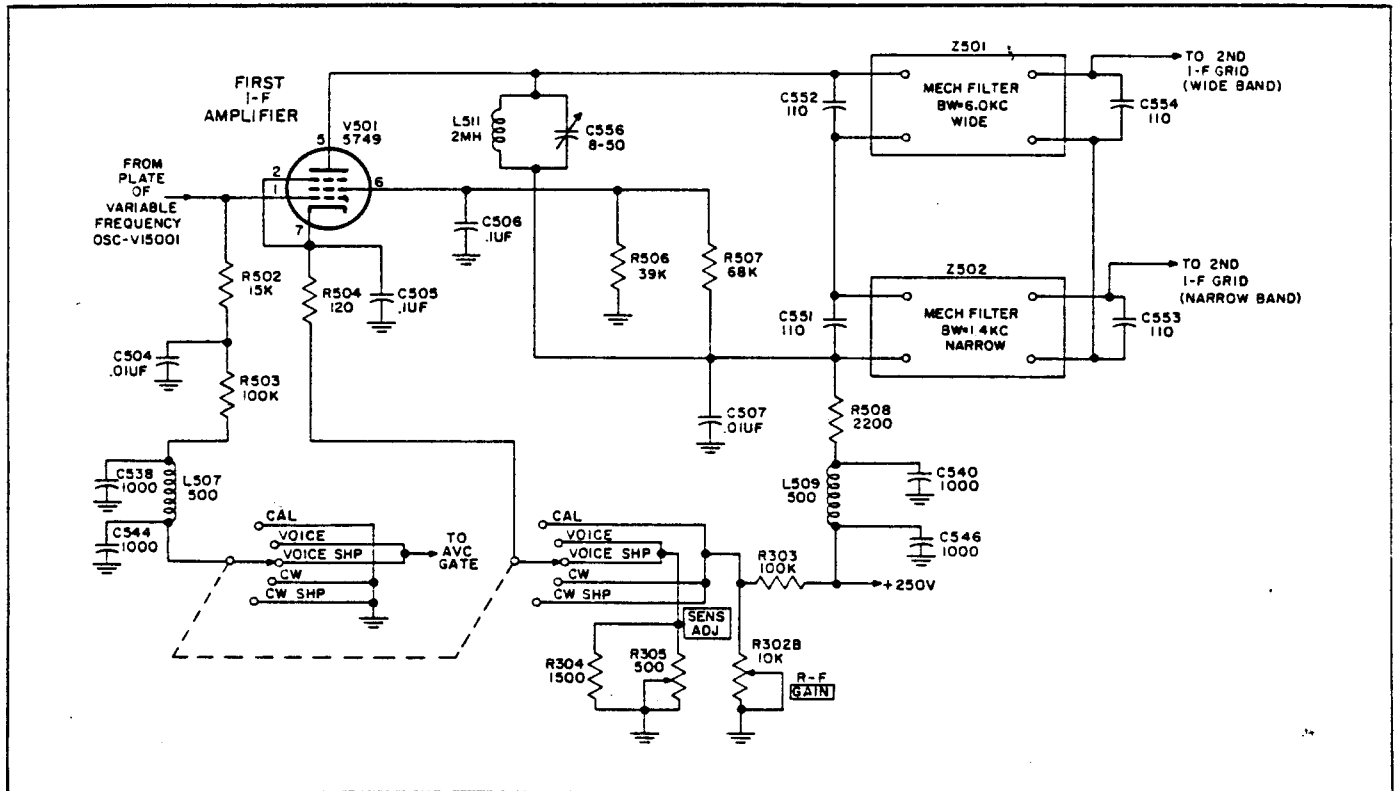 FIRST
I-F
AMPLIFIER
V501
5749
5
2
1
6
7
FROM
PLATE
OF
VARIABLE
FREQUENCY
OSC-V15001
L511
2MH
C556
8-50
C552
110
Z501
MECH FILTER
BW=6.0KC
WIDE
TO 2ND
I-F GRID
(WIDE BAND)
C554
110
R502
15K
R504
120
C505
.1UF
C506
.1UF
R506
39K
R507
68K
C504
.01UF
R503
100K
C551
110
Z502
MECH FILTER
BW=1.4KC
NARROW
TO 2ND
I-F GRID
(NARROW BAND)
C553
110
C507
.01UF
R508
2200
C538
1000
L507
500
C544
1000
L509
500
C540
1000
C546
1000
CAL
VOICE
VOICE SHP
CW
CW SHP
TO
AVC
GATE
CAL
VOICE
VOICE SHP
CW
CW SHP
R303
100K
+250V
SENS
ADJ
R304
1500
R305
500
R302B
10K
R-F
GAIN